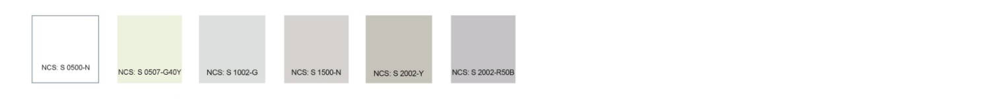 NCS: S 0500-N
NCS: S 0507-G40Y
NCS: S 1002-G
NCS: S 1500-N
NCS: S 2002-Y
NCS: S 2002-R50B